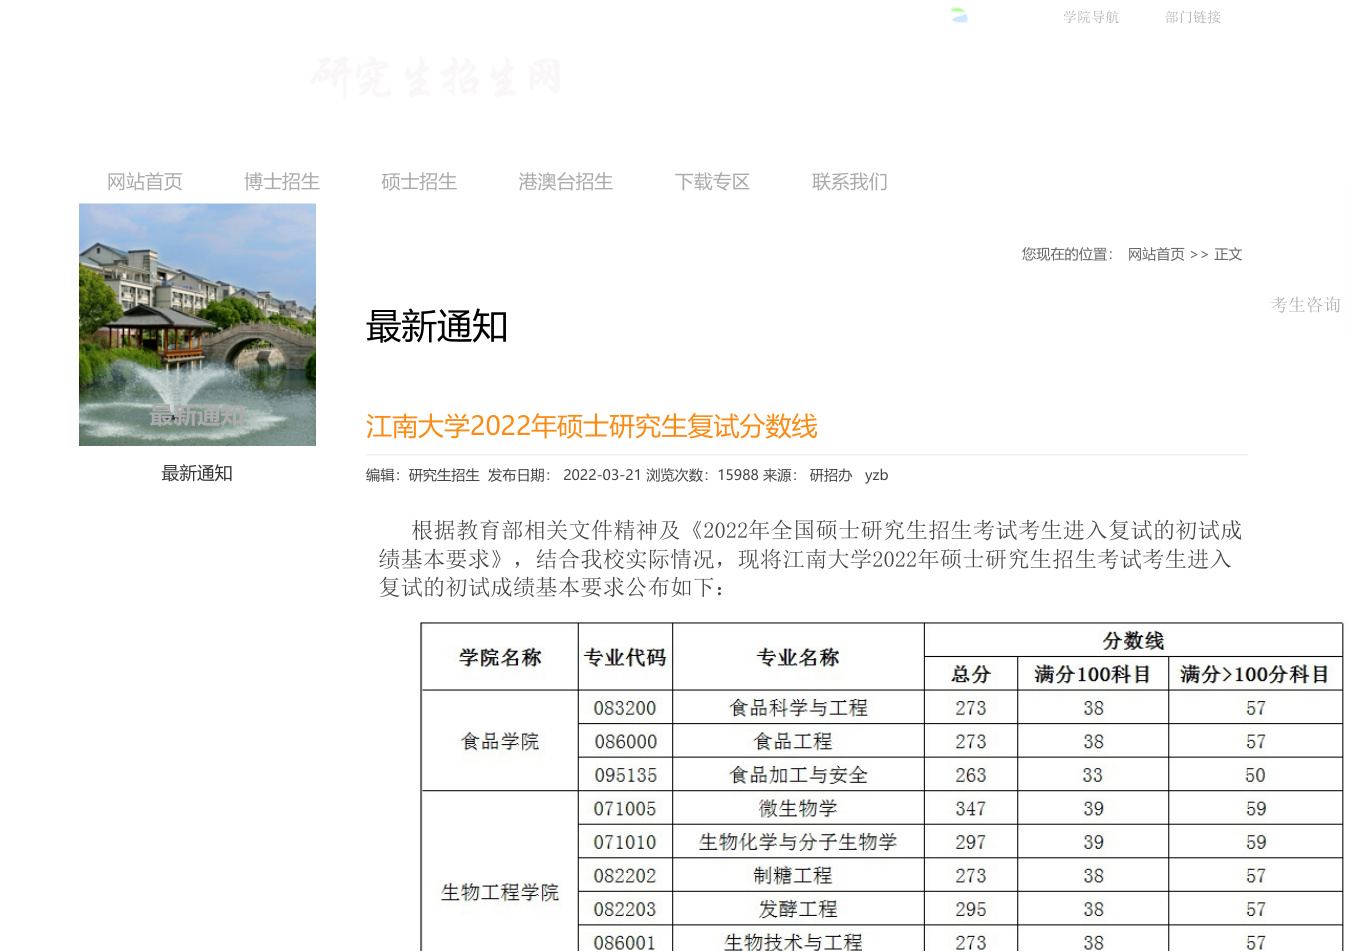 学院导航 部门链接
研究生招生网
网站首页 博士招生 硕士招生 港澳台招生 下载专区 联系我们
您现在的位置： 网站首页 >> 正文
考生咨询
最新通知
最新通知
最新通知
江南大学2022年硕士研究生复试分数线
编辑：研究生招生 发布日期： 2022-03-21 浏览次数：15988 来源： 研招办 yzb
根据教育部相关文件精神及《2022年全国硕士研究生招生考试考生进入复试的初试成
绩基本要求》，结合我校实际情况，现将江南大学2022年硕士研究生招生考试考生进入
复试的初试成绩基本要求公布如下：
学院名称 专业代码 专业名称 分数线
总分 满分100科目 满分>100分科目
食品学院
083200 食品科学与工程 273 38 57
086000 食品工程 273 38 57
095135 食品加工与安全 263 33 50
生物工程学院
071005 微生物学 347 39 59
071010 生物化学与分子生物学 297 39 59
082202 制糖工程 273 38 57
082203 发酵工程 295 38 57
086001 生物技术与工程 273 38 57